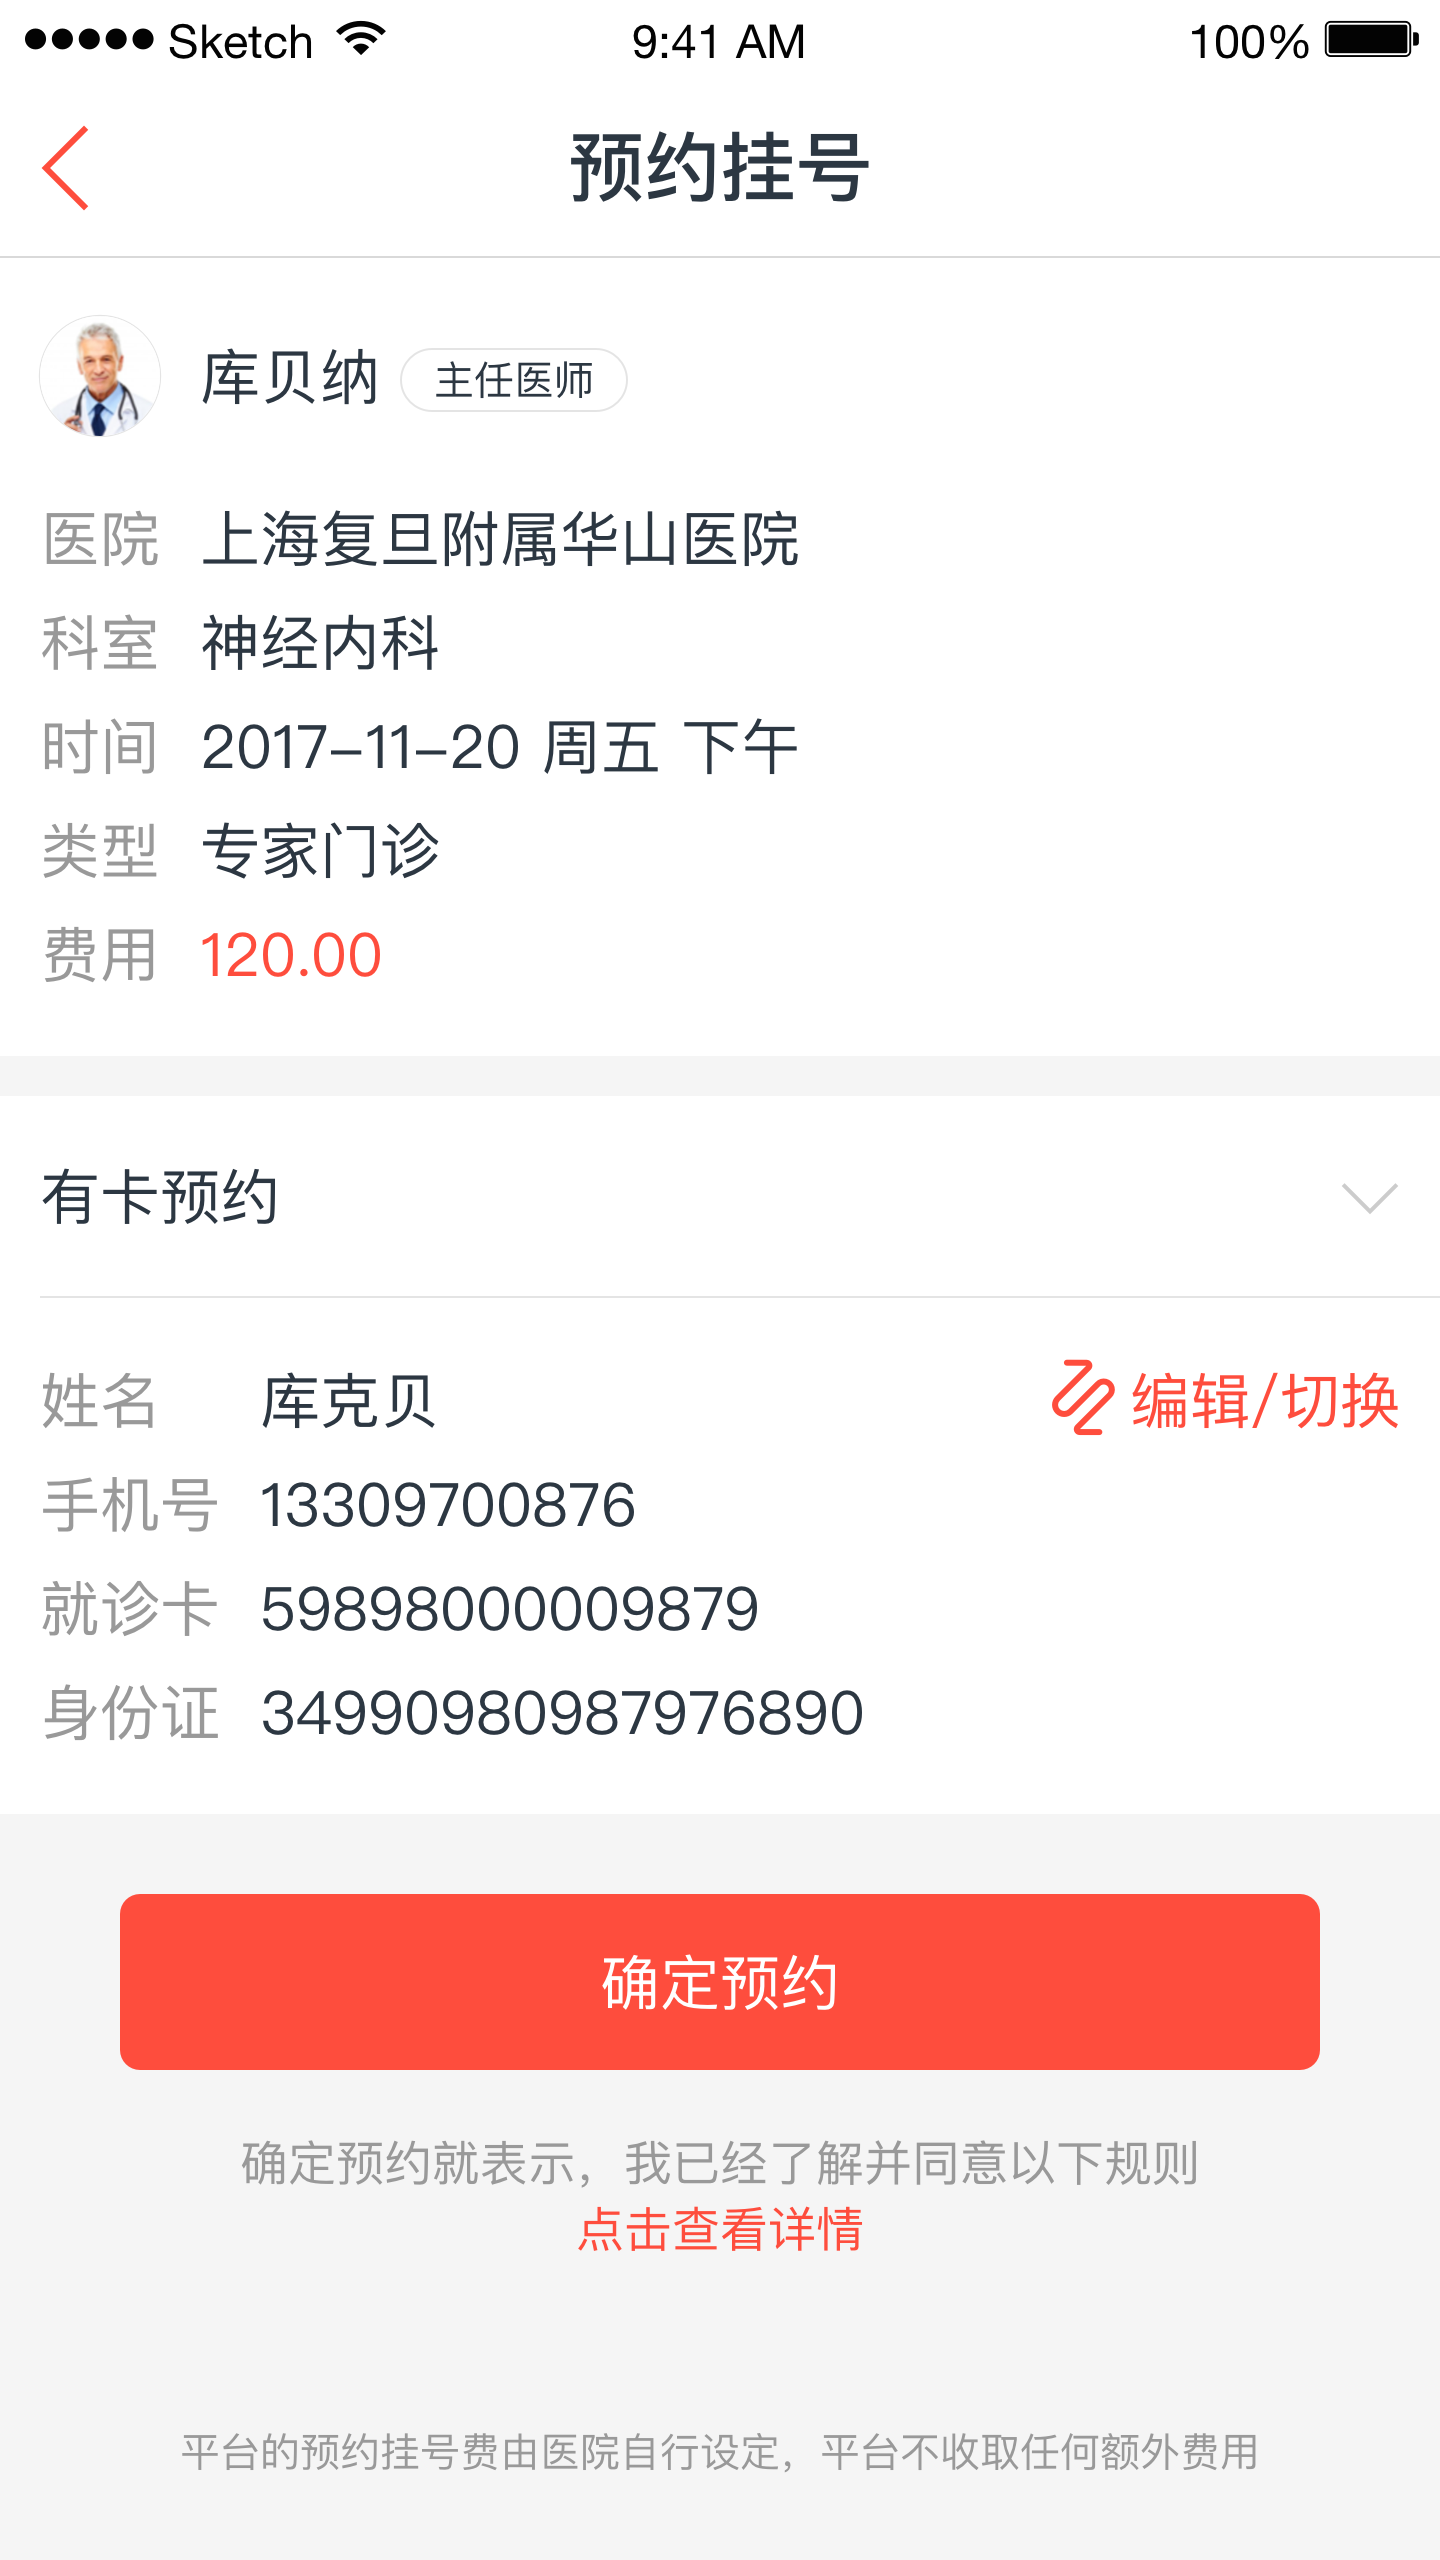 Sketch 9:41 AM 100%
预约挂号
库贝纳 主任医师
医院 上海复旦附属华山医院
科室 神经内科
时间 2017-11-20 周五 下午
类型 专家门诊
费用 120.00
有卡预约
姓名 库克贝 编辑/切换
手机号 13309700876
就诊卡 59898000009879
身份证 34990980987976890
确定预约
确定预约就表示，我已经了解并同意以下规则
点击查看详情
平台的预约挂号费由医院自行设定，平台不收取任何额外费用